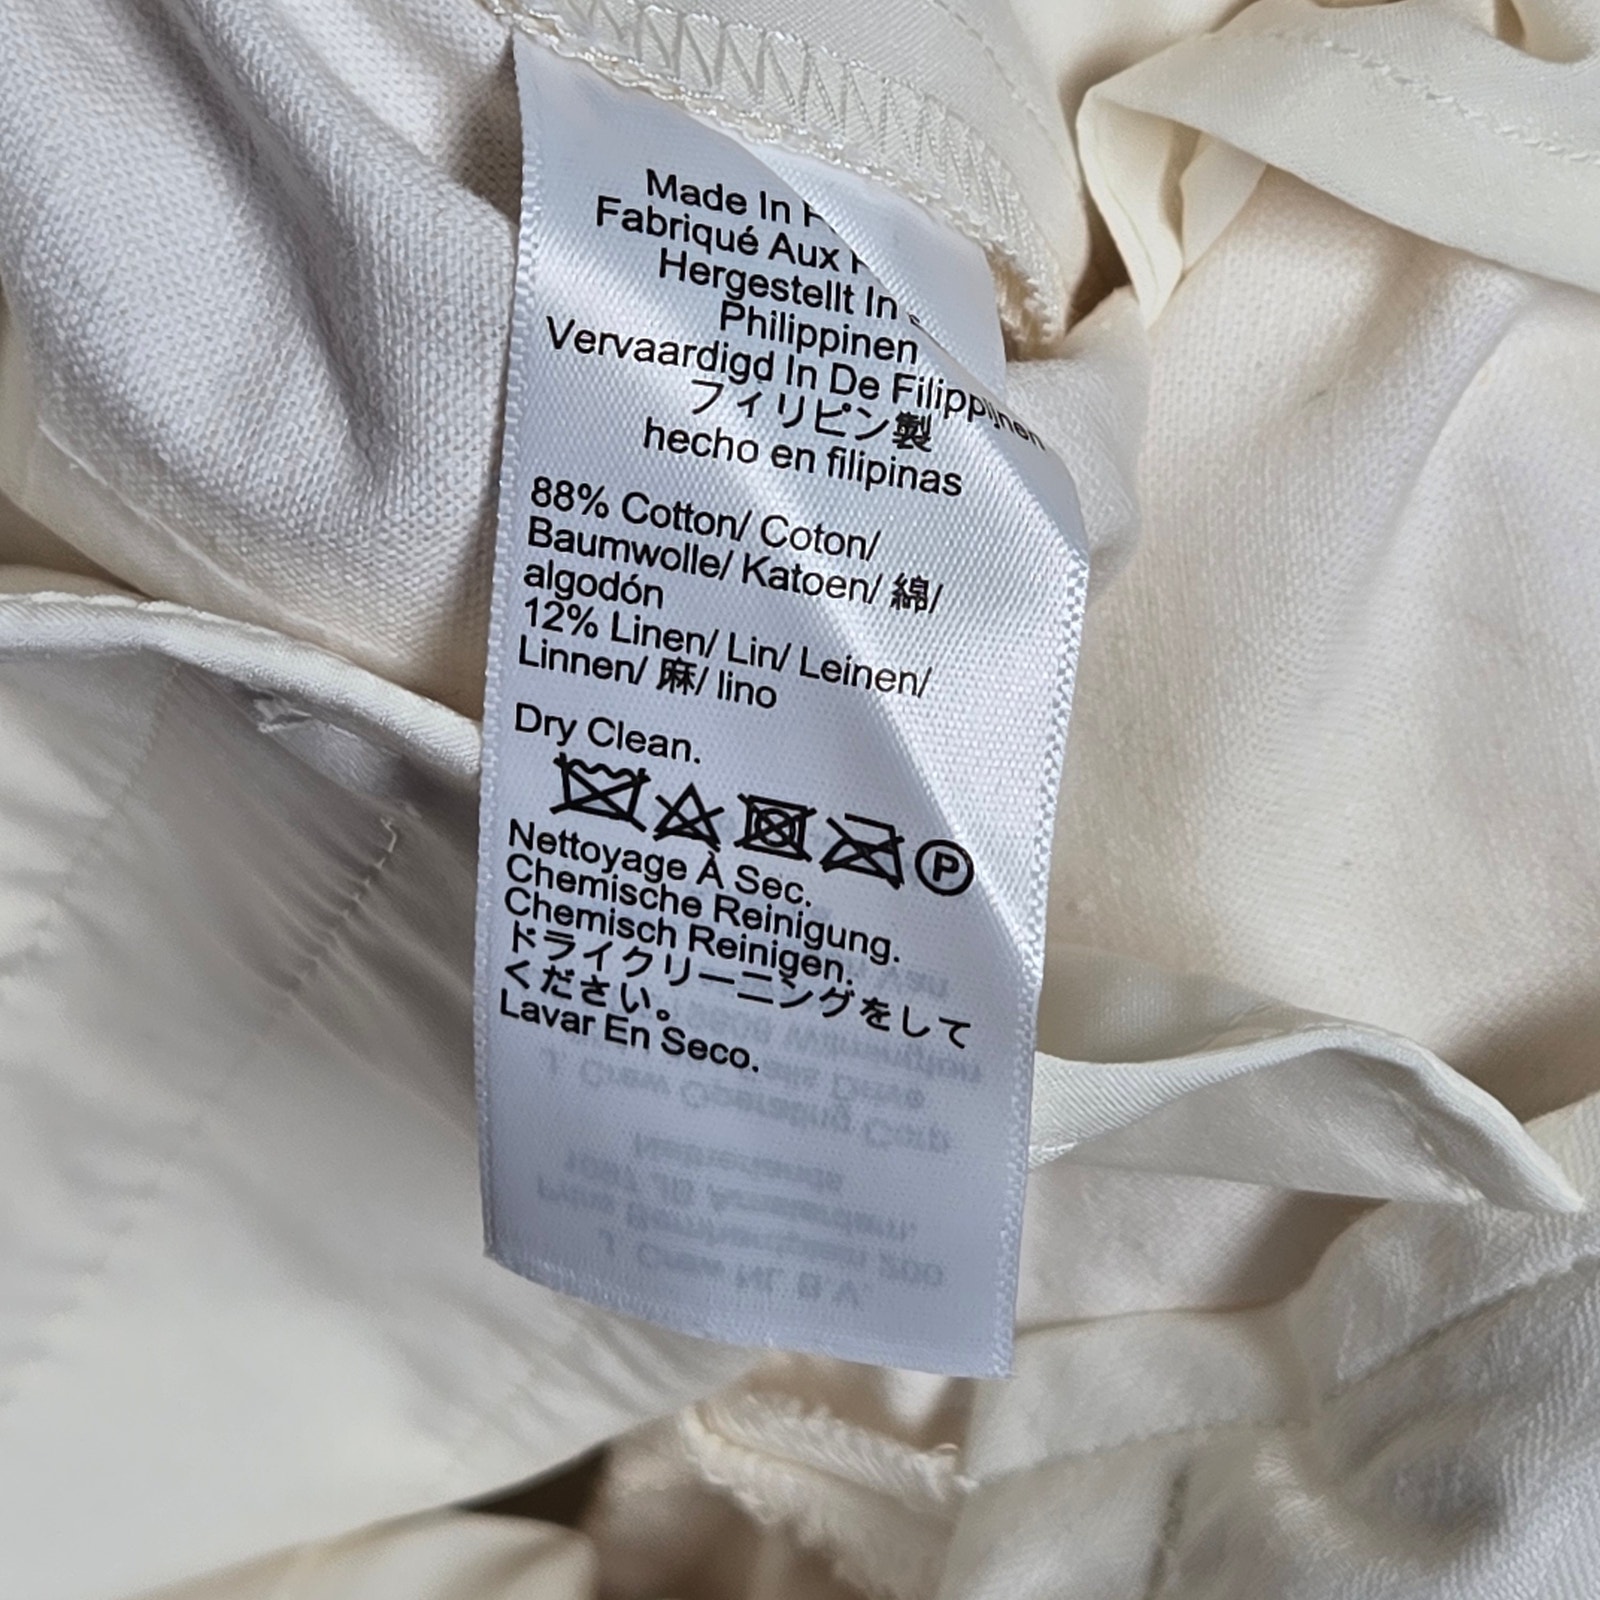 Made In
Fabriqué Aux
Hergestellt In
Philippinen
Vervaardigd In De Filippijnen
フィリピン製
hecho en filipinas
88% Cotton/ Coton/
Baumwolle/ Katoen/ 綿/
algodón
12% Linen/ Lin/ Leinen/
Linnen/ 麻/ lino
Dry Clean.
P
Nettoyage À Sec.
Chemische Reinigung.
Chemisch Reinigen.
ドライクリーニングをして
ください。
Lavar En Seco.